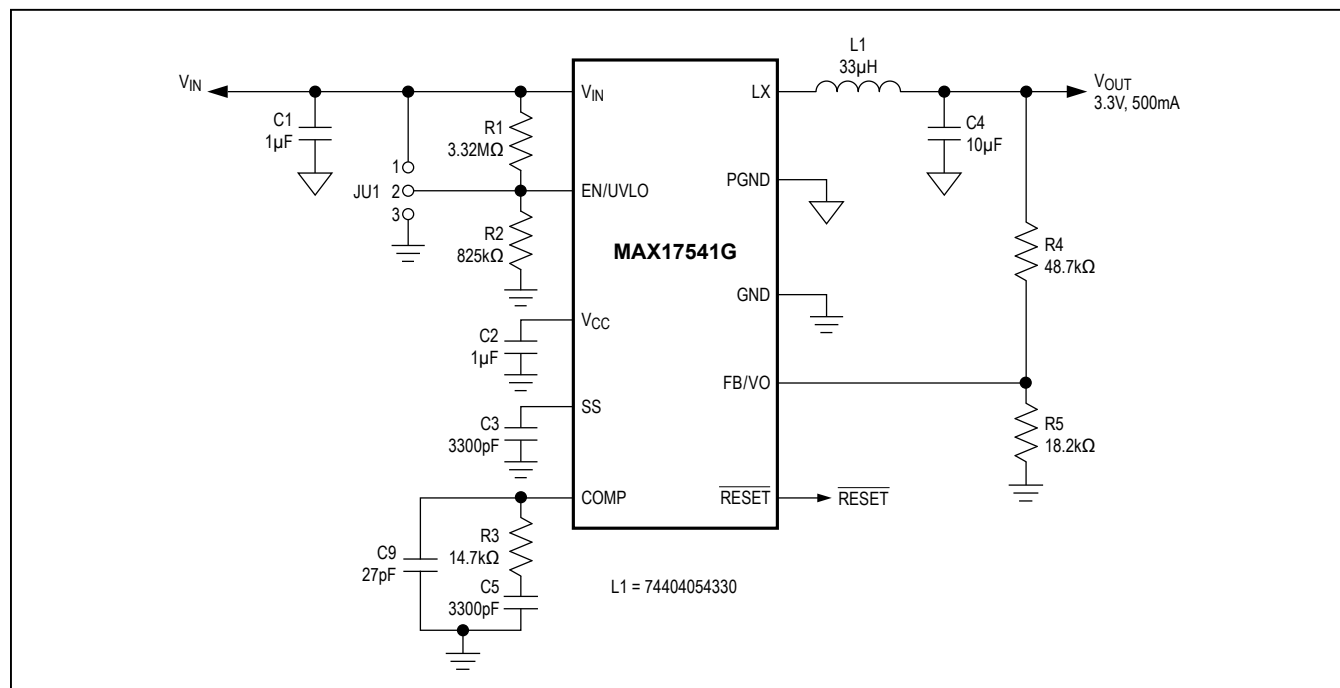 L1
33µH
VIN
VIN
LX
VOUT
3.3V, 500mA
C1
1µF
R1
3.32MΩ
C4
10µF
1
JU1 2
3
EN/UVLO
PGND
R2
825kΩ
MAX17541G
R4
48.7kΩ
GND
VCC
C2
1µF
FB/VO
SS
C3
3300pF
R5
18.2kΩ
COMP
RESET
RESET
R3
14.7kΩ
C9
27pF
C5
3300pF
L1 = 74404054330